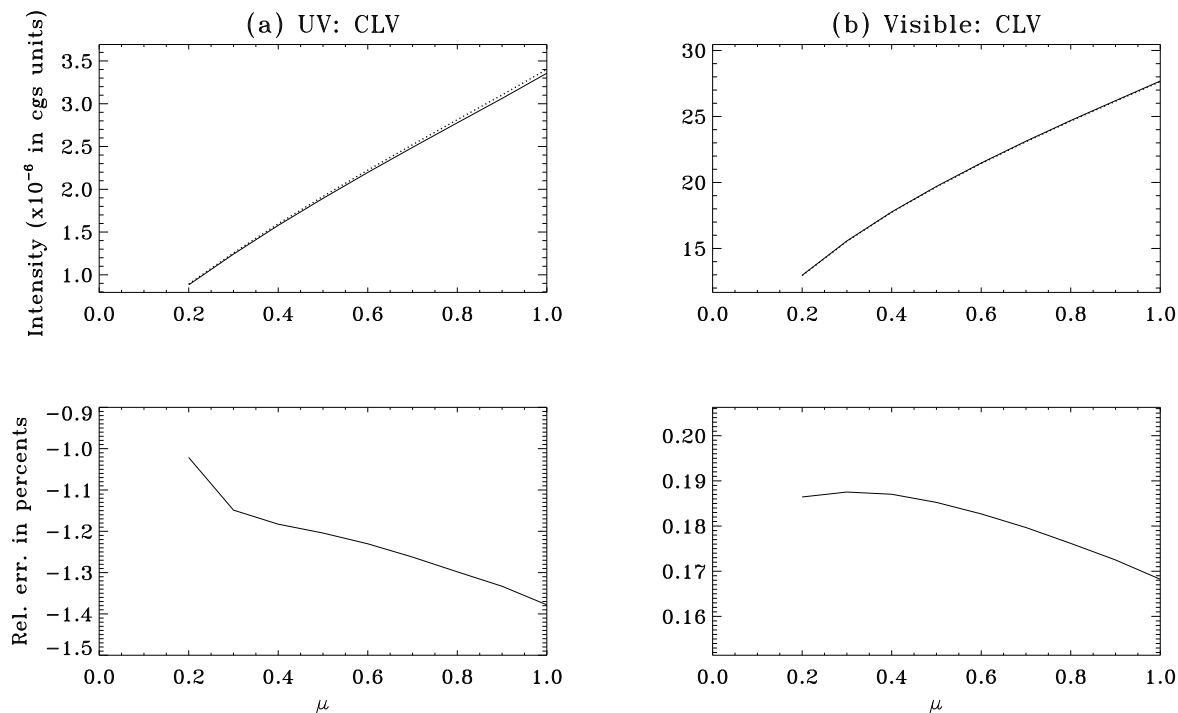 (a) UV: CLV
(b) Visible: CLV
Intensity (x10⁻⁶ in cgs units)
3.5
3.0
2.5
2.0
1.5
1.0
0.0 0.2 0.4 0.6 0.8 1.0
30
25
20
15
0.0 0.2 0.4 0.6 0.8 1.0
Rel. err. in percents
−0.9
−1.0
−1.1
−1.2
−1.3
−1.4
−1.5
0.0 0.2 0.4 0.6 0.8 1.0
μ
0.20
0.19
0.18
0.17
0.16
0.0 0.2 0.4 0.6 0.8 1.0
μ